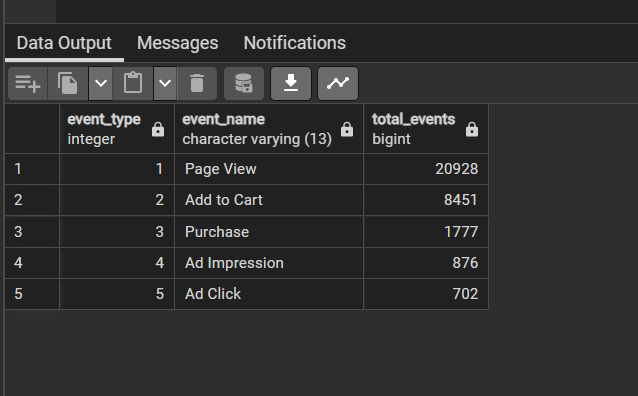 Data Output Messages Notifications
event_type event_name total_events
integer character varying (13) bigint
1 1 Page View 20928
2 2 Add to Cart 8451
3 3 Purchase 1777
4 4 Ad Impression 876
5 5 Ad Click 702